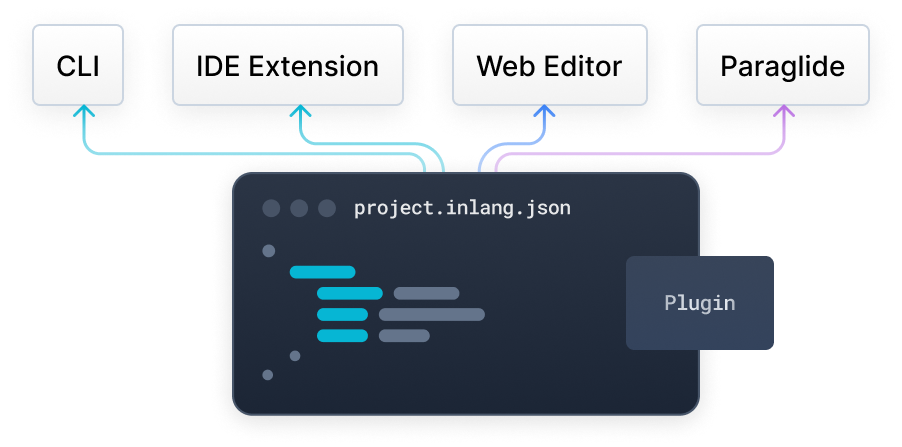 CLI
IDE Extension
Web Editor
Paraglide
project.inlang.json
Plugin